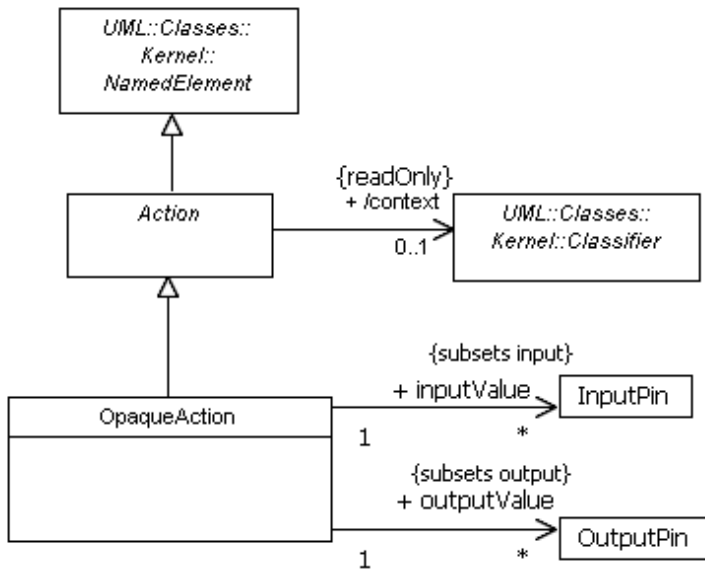 UML::Classes::
Kernel::
NamedElement
{readOnly}
+ /context
0..1
Action
UML::Classes::
Kernel::Classifier
{subsets input}
+ inputValue
1
*
InputPin
OpaqueAction
{subsets output}
+ outputValue
1
*
OutputPin